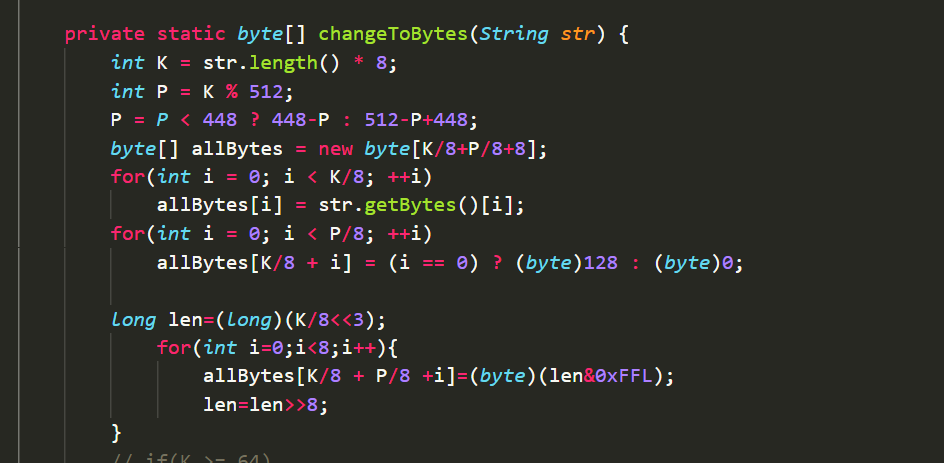 private static byte[] changeToBytes(String str) {
int K = str.length() * 8;
int P = K % 512;
P = P < 448 ? 448-P : 512-P+448;
byte[] allBytes = new byte[K/8+P/8+8];
for(int i = 0; i < K/8; ++i)
allBytes[i] = str.getBytes()[i];
for(int i = 0; i < P/8; ++i)
allBytes[K/8 + i] = (i == 0) ? (byte)128 : (byte)0;
long len=(long)(K/8<<3);
for(int i=0;i<8;i++){
allBytes[K/8 + P/8 +i]=(byte)(len&0xFFL);
len=len>>8;
}
// if(K >= 64)